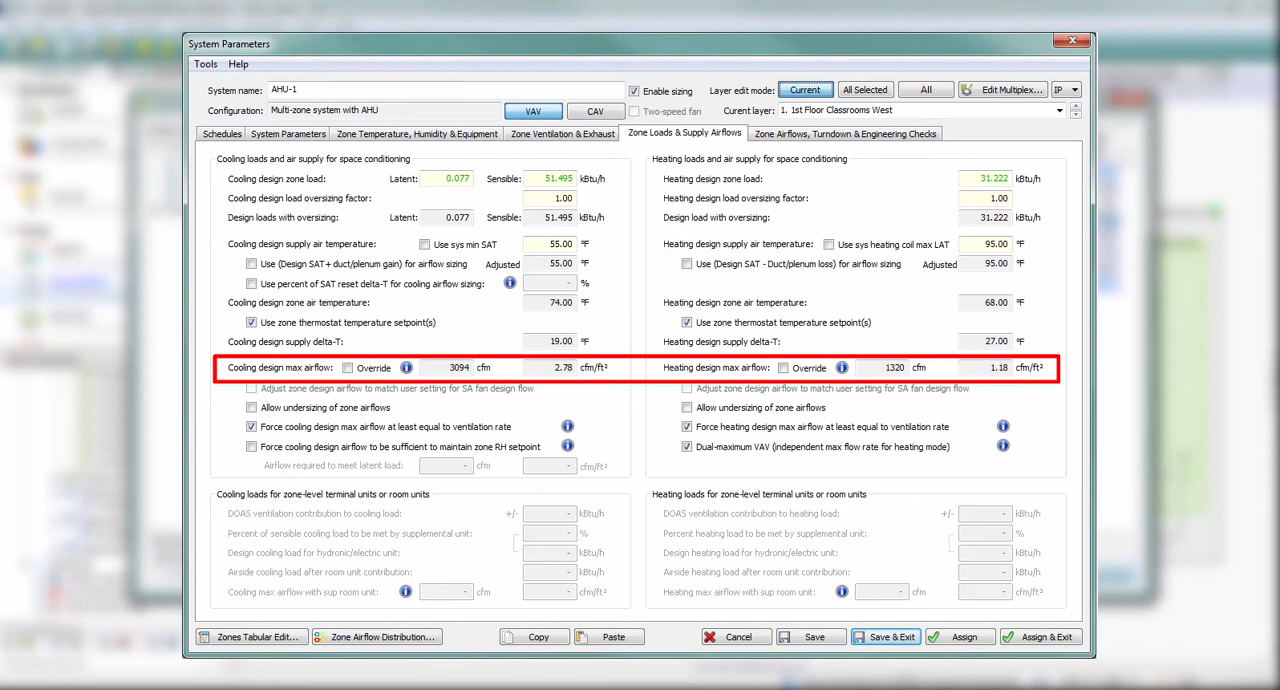 System Parameters
Tools Help
System name: AHU-1 Enable sizing Layer edit mode: Current All Selected All Edit Multiplex... IP
Configuration: Multi-zone system with AHU VAV CAV Two-speed fan Curent layer: 1. 1st Floor Classrooms West
Schedules System Parameters Zone Temperature, Humidity & Equipment Zone Ventilation & Exhaust Zone Loads & Supply Airflows Zone Airflows, Turndown & Engineering Checks
Cooling loads and air supply for space conditioning
Cooling design zone load: Latent: 0.077 Sensible: 51.495 kBtu/h
Cooling design load oversizing factor: 1.00
Design loads with oversizing: Latent: 0.077 Sensible: 51.495 kBtu/h
Cooling design supply air temperature: Use sys min SAT 55.00 ºF
Use (Design SAT+ duct/plenum gain) for airflow sizing Adjusted 55.00 ºF
Use percent of SAT reset delta-T for cooling airflow sizing: - %
Cooling design zone air temperature: 74.00 ºF
Use zone thermostat temperature setpoint(s)
Cooling design supply delta-T: 19.00 ºF
Cooling design max airflow: Override 3094 cfm 2.78 cfm/ft²
Adjust zone design airflow to match user setting for SA fan design flow
Allow undersizing of zone airflows
Force cooling design max airflow at least equal to ventilation rate
Force cooling design airflow to be sufficient to maintain zone RH setpoint
Airflow required to meet latent load: - cfm - cfm/ft²
Heating loads and air supply for space conditioning
Heating design zone load: 31.222 kBtu/h
Heating design load oversizing factor: 1.00
Design load with oversizing: 31.222 kBtu/h
Heating design supply air temperature: Use sys heating coil max LAT 95.00 ºF
Use (Design SAT - Duct/plenum loss) for airflow sizing Adjusted 95.00 ºF
Heating design zone air temperature: 68.00 ºF
Use zone thermostat temperature setpoint(s)
Heating design supply delta-T: 27.00 ºF
Heating design max airflow: Override 1320 cfm 1.18 cfm/ft²
Adjust zone design airflow to match user setting for SA fan design flow
Allow undersizing of zone airflows
Force heating design max airflow at least equal to ventilation rate
Dual-maximum VAV (independent max flow rate for heating mode)
Cooling loads for zone-level terminal units or room units
DOAS ventilation contribution to cooling load: +/- - kBtu/h
Percent of sensible cooling load to be met by supplemental unit: - %
Design cooling load for hydronic/electric unit: - kBtu/h
Airside cooling load after room unit contribution: - kBtu/h
Cooling max airflow with sup room unit: - cfm - cfm/ft²
Heating loads for zone-level terminal units or room units
DOAS ventilation contribution to heating load: +/- - kBtu/h
Percent heating load to be met by supplemental unit: - %
Design heating load for hydronic/electric unit: - kBtu/h
Airside heating load after room unit contribution: - kBtu/h
Heating max airflow with sup room unit: - cfm - cfm/ft²
Zones Tabular Edit... Zone Airflow Distribution... Copy Paste Cancel Save Save & Exit Assign Assign & Exit